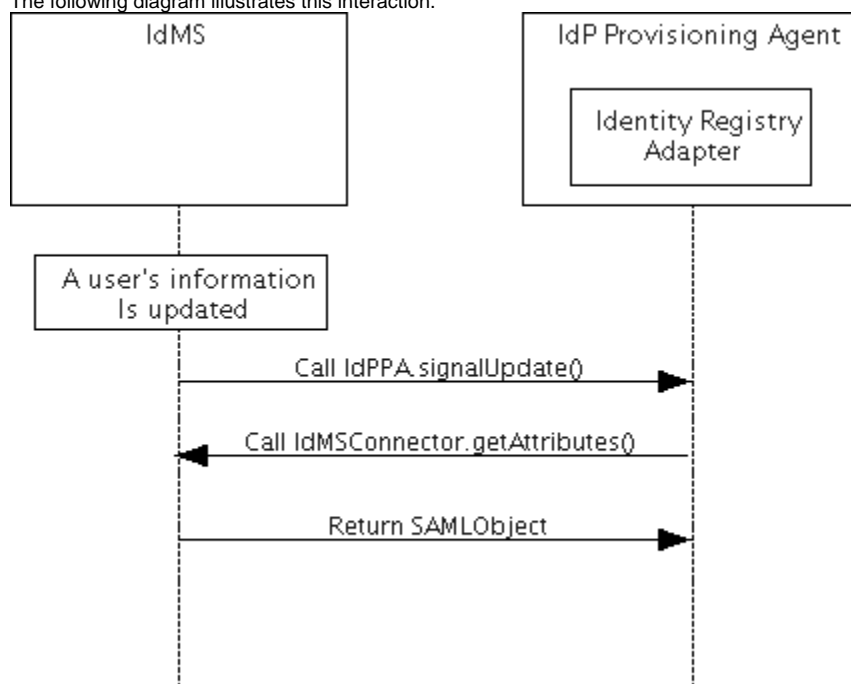 The following diagram illustrates this interaction.
IdMS
IdP Provisioning Agent
Identity Registry
Adapter
A user's information
Is updated
Call IdPPA.signalUpdate()
Call IdMSConnector.getAttributes()
Return SAMLObject